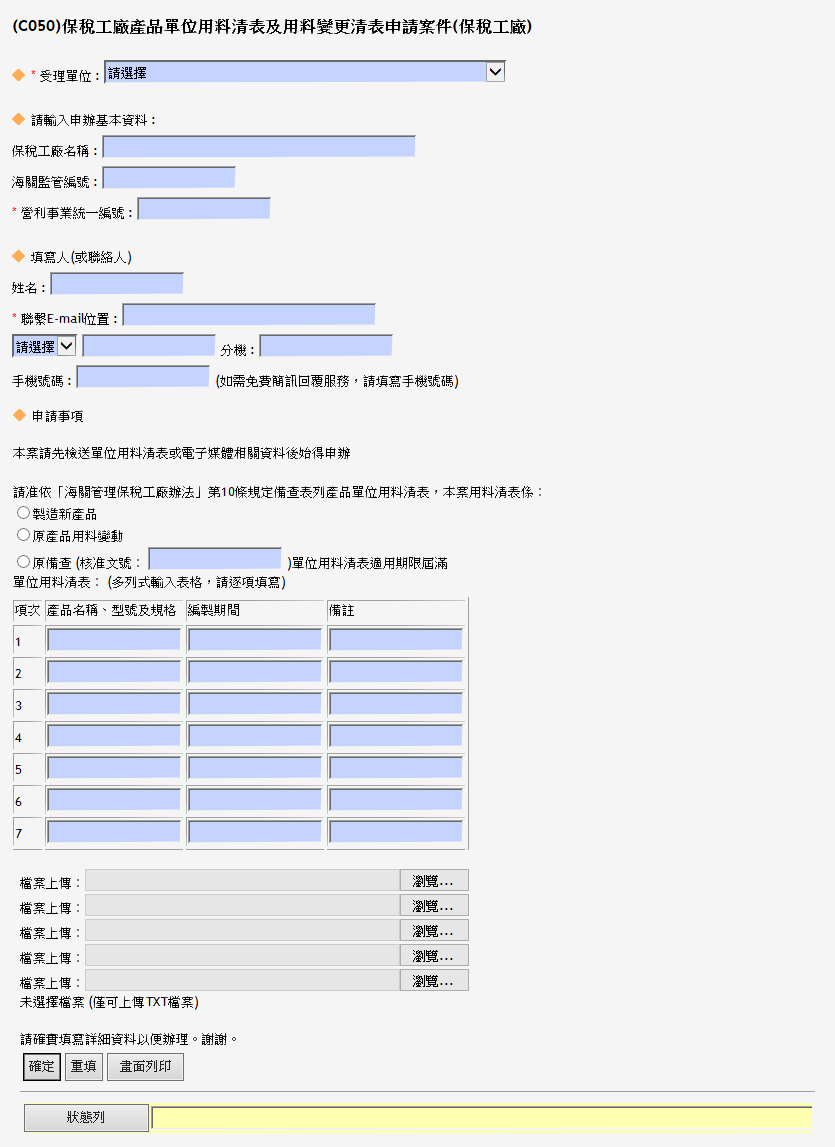 (C050)保稅工廠產品單位用料清表及用料變更清表申請案件(保稅工廠)
* 受理單位： 請選擇
請輸入申辦基本資料：
保稅工廠名稱：
海關監管編號：
* 營利事業統一編號：
填寫人(或聯絡人)
姓名：
* 聯繫E-mail位置：
請選擇 分機：
手機號碼： (如需免費簡訊回覆服務，請填寫手機號碼)
申請事項
本案請先檢送單位用料清表或電子媒體相關資料後始得申辦
請准依「海關管理保稅工廠辦法」第10條規定備查表列產品單位用料清表，本案用料清表係：
製造新產品
原產品用料變動
原備查 (核准文號： )單位用料清表適用期限屆滿
單位用料清表： (多列式輸入表格，請逐項填寫)
項次 產品名稱、型號及規格 編製期間 備註
1
2
3
4
5
6
7
檔案上傳： 瀏覽...
檔案上傳： 瀏覽...
檔案上傳： 瀏覽...
檔案上傳： 瀏覽...
檔案上傳： 瀏覽...
未選擇檔案 (僅可上傳TXT檔案)
請確實填寫詳細資料以便辦理。謝謝。
確定 重填 畫面列印
狀態列